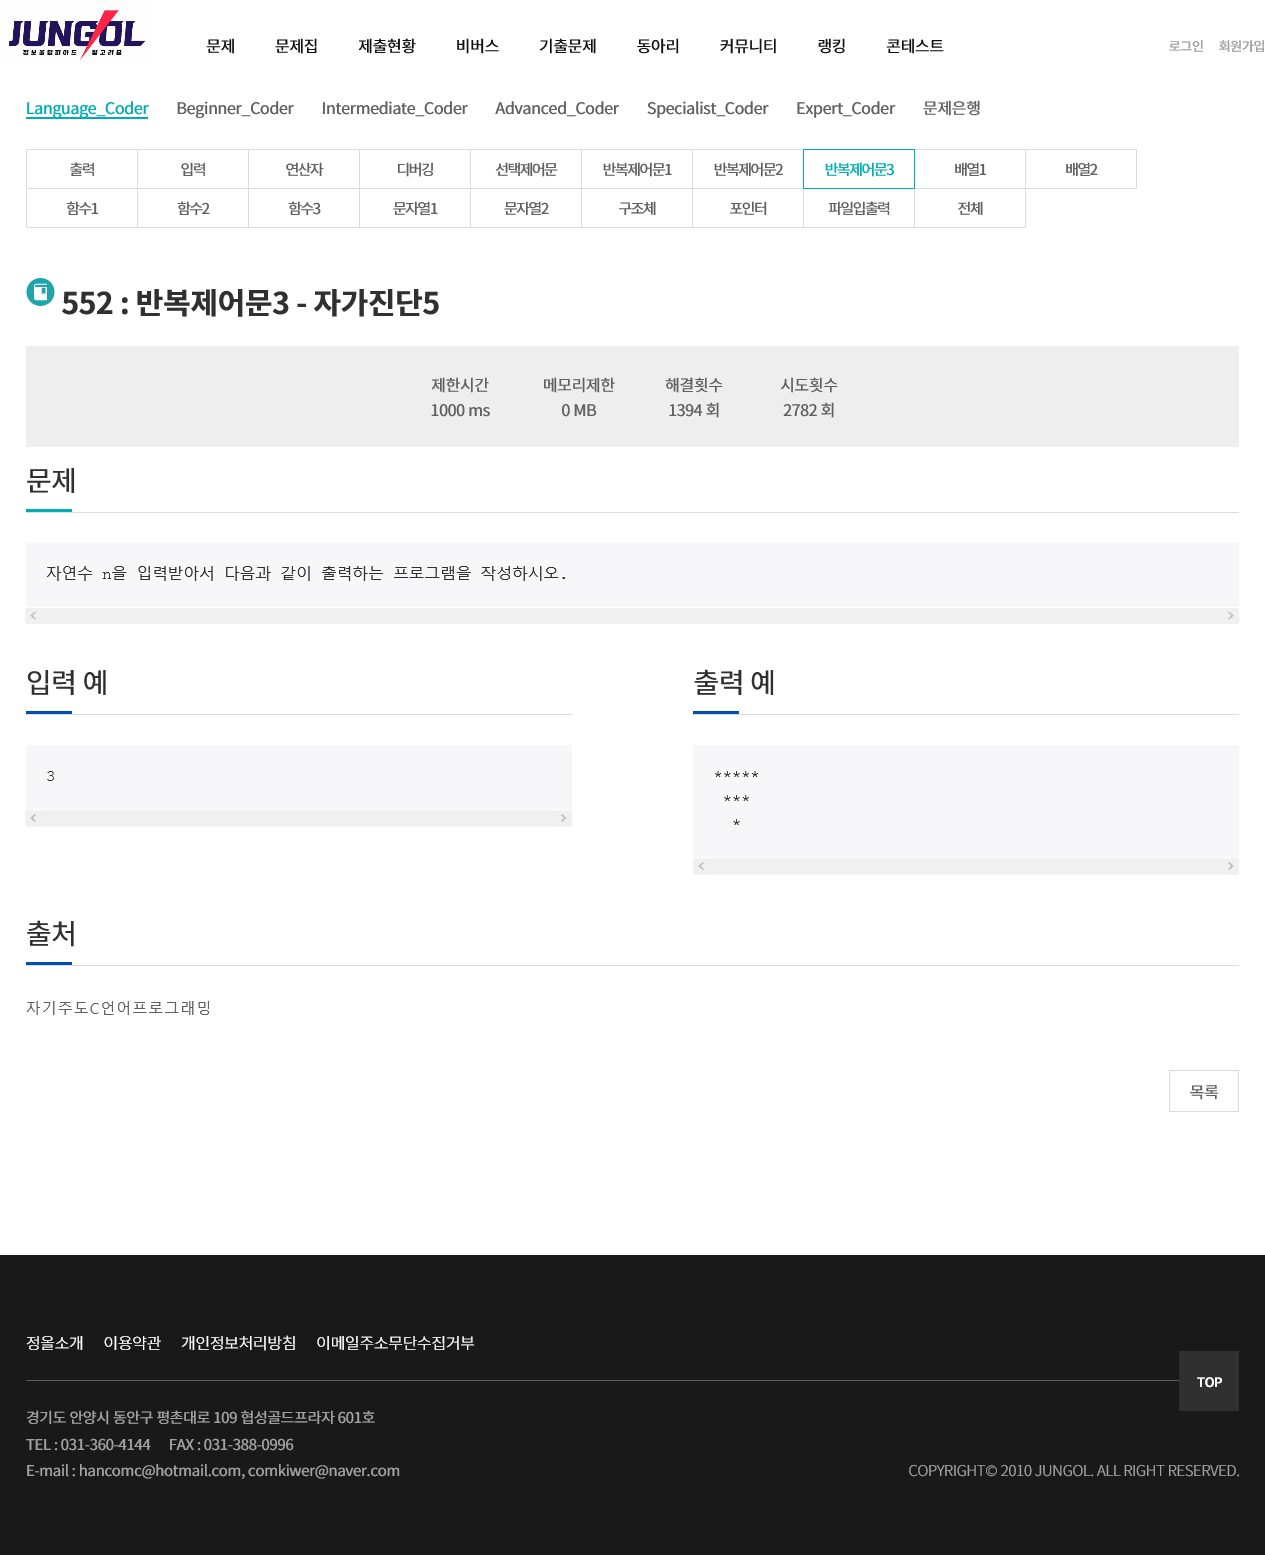 JUNGOL
정보올림피아드 알고리즘
문제 문제집 제출현황 비버스 기출문제 동아리 커뮤니티 랭킹 콘테스트 로그인 회원가입
Language_Coder Beginner_Coder Intermediate_Coder Advanced_Coder Specialist_Coder Expert_Coder 문제은행
출력 입력 연산자 디버깅 선택제어문 반복제어문1 반복제어문2 반복제어문3 배열1 배열2
함수1 함수2 함수3 문자열1 문자열2 구조체 포인터 파일입출력 전체
552 : 반복제어문3 - 자가진단5
제한시간 메모리제한 해결횟수 시도횟수
1000 ms 0 MB 1394 회 2782 회
문제
자연수 n을 입력받아서 다음과 같이 출력하는 프로그램을 작성하시오.
입력 예
3
출력 예
*****
 ***
  *
출처
자기주도C언어프로그래밍
목록
정올소개 이용약관 개인정보처리방침 이메일주소무단수집거부
TOP
경기도 안양시 동안구 평촌대로 109 협성골드프라자 601호
TEL : 031-360-4144 FAX : 031-388-0996
E-mail : hancomc@hotmail.com, comkiwer@naver.com
COPYRIGHT© 2010 JUNGOL. ALL RIGHT RESERVED.